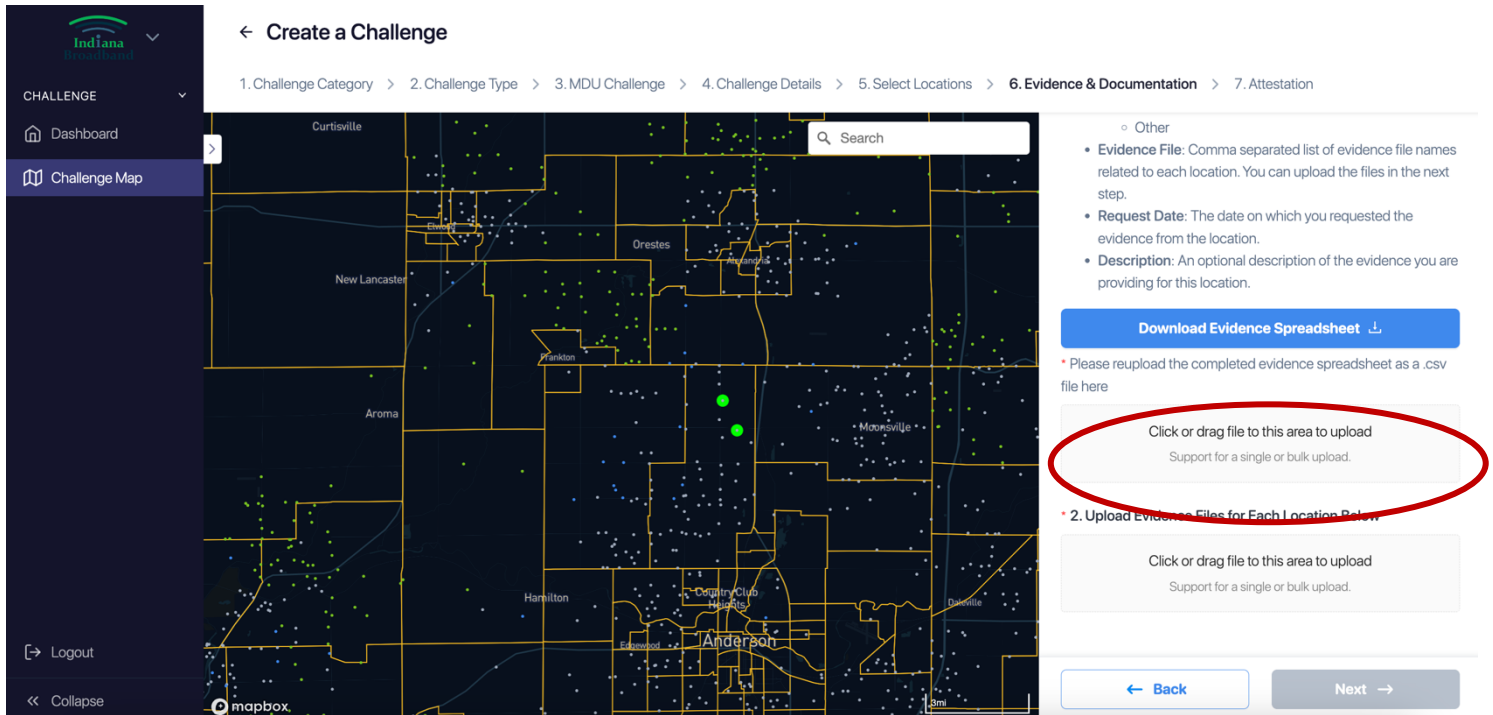 Indiana
Broadband
CHALLENGE
Dashboard
Challenge Map
Logout
Collapse
← Create a Challenge
1. Challenge Category > 2. Challenge Type > 3. MDU Challenge > 4. Challenge Details > 5. Select Locations > 6. Evidence & Documentation > 7. Attestation
Search
Curtisville
Elwood
Orestes
Alexandria
New Lancaster
Frankton
Aroma
Moonsville
Hamilton
Country Club
Heights
Daleville
Edgewood
Anderson
mapbox
3mi
Other
Evidence File: Comma separated list of evidence file names
related to each location. You can upload the files in the next
step.
Request Date: The date on which you requested the
evidence from the location.
Description: An optional description of the evidence you are
providing for this location.
Download Evidence Spreadsheet
* Please reupload the completed evidence spreadsheet as a .csv
file here
Click or drag file to this area to upload
Support for a single or bulk upload.
* 2. Upload Evidence Files for Each Location Below
Click or drag file to this area to upload
Support for a single or bulk upload.
← Back
Next →